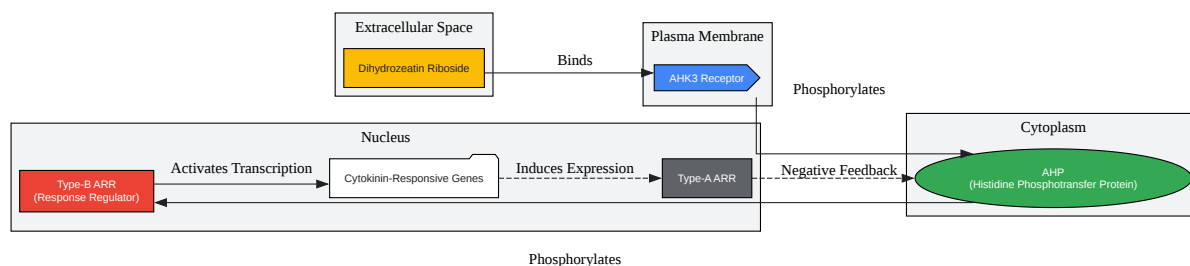 Extracellular Space
Dihydrozeatin Riboside
Binds
Plasma Membrane
AHK3 Receptor
Phosphorylates
Nucleus
Type-B ARR
(Response Regulator)
Activates Transcription
Cytokinin-Responsive Genes
Induces Expression
Type-A ARR
Negative Feedback
Cytoplasm
AHP
(Histidine Phosphotransfer Protein)
Phosphorylates